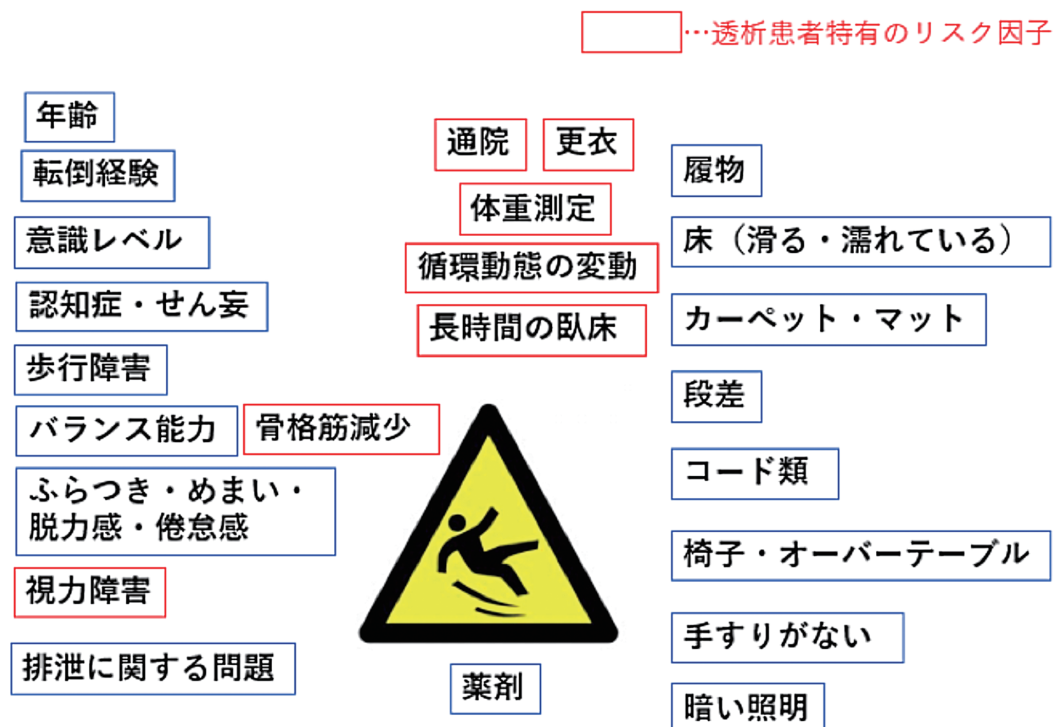 …透析患者特有のリスク因子
年齢
転倒経験
意識レベル
認知症・せん妄
歩行障害
バランス能力
骨格筋減少
ふらつき・めまい・
脱力感・倦怠感
視力障害
排泄に関する問題
通院
更衣
体重測定
循環動態の変動
長時間の臥床
薬剤
履物
床（滑る・濡れている）
カーペット・マット
段差
コード類
椅子・オーバーテーブル
手すりがない
暗い照明